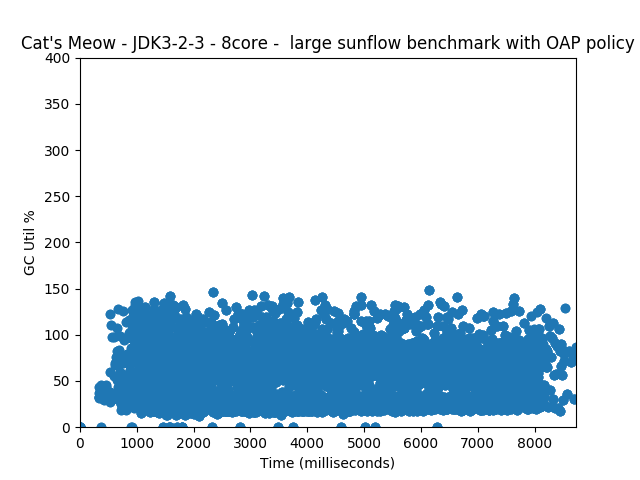 Cat's Meow - JDK3-2-3 - 8core -  large sunflow benchmark with OAP policy
400
350
300
250
200
150
100
50
0
GC Util %
0 1000 2000 3000 4000 5000 6000 7000 8000
Time (milliseconds)